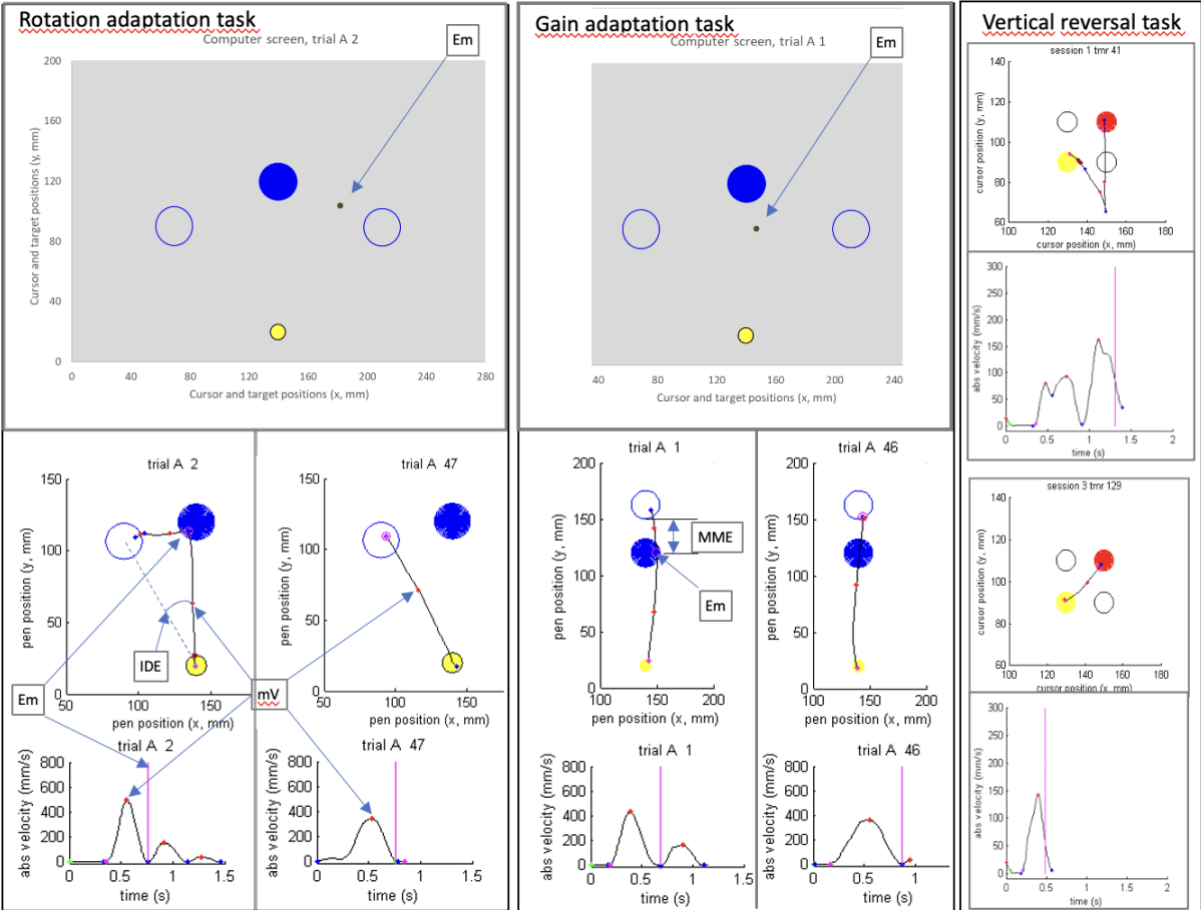 Rotation adaptation task
Computer screen, trial A 2
Em
200
160
120
80
40
0
Cursor and target positions (y, mm)
0 40 80 120 160 200 240 280
Cursor and target positions (x, mm)
Gain adaptation task
Computer screen, trial A 1
Em
40 80 120 160 200 240
Cursor and target positions (x, mm)
Vertical reversal task
session 1 tmr 41
140
120
100
80
60
cursor position (y, mm)
100 120 140 160 180
cursor position (x, mm)
300
250
200
150
100
50
0
abs velocity (mm/s)
0 0.5 1 1.5 2
time (s)
trial A 2
150
100
50
0
pen position (y, mm)
IDE
Em
50 100 150
pen position (x, mm)
mV
trial A 47
150
100
50
0
pen position (y, mm)
50 100 150
pen position (x, mm)
trial A 1
200
150
100
50
0
pen position (y, mm)
MME
Em
100 150 200
pen position (x, mm)
trial A 46
200
150
100
50
0
pen position (y, mm)
100 150 200
pen position (x, mm)
session 3 tmr 129
140
120
100
80
60
cursor position (y, mm)
100 120 140 160 180
cursor position (x, mm)
trial A 2
800
600
400
200
0
abs velocity (mm/s)
0 0.5 1 1.5
time (s)
trial A 47
800
600
400
200
0
abs velocity (mm/s)
0 0.5 1 1.5
time (s)
trial A 1
800
600
400
200
0
abs velocity (mm/s)
0 0.5 1 1.5
time (s)
trial A 46
800
600
400
200
0
abs velocity (mm/s)
0 0.5 1
time (s)
300
250
200
150
100
50
0
abs velocity (mm/s)
0 0.5 1 1.5 2
time (s)